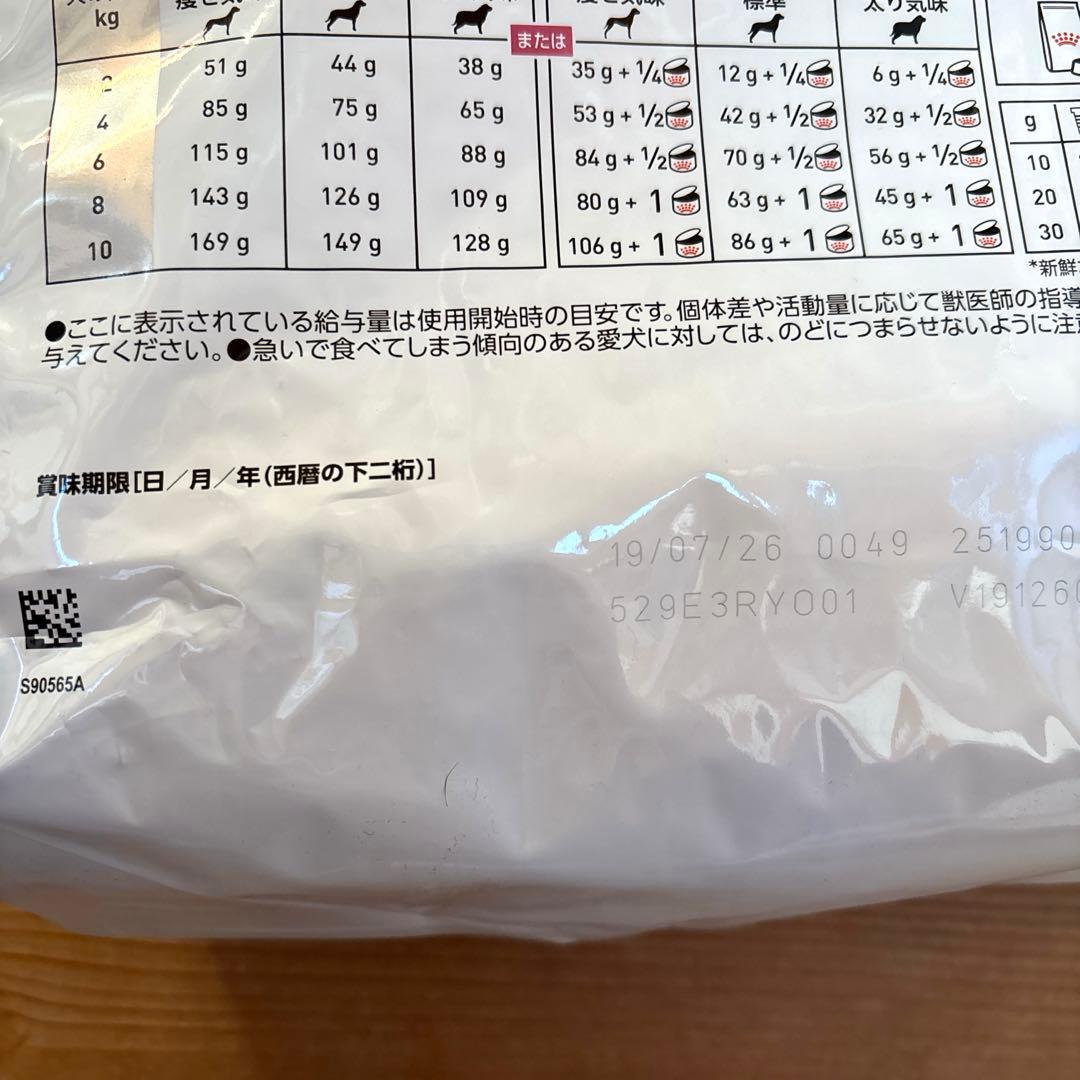 kg
標準
太り気味
または
2 51 g 44 g 38 g 35 g + 1/4 12 g + 1/4 6 g + 1/4
4 85 g 75 g 65 g 53 g + 1/2 42 g + 1/2 32 g + 1/2 g
6 115 g 101 g 88 g 84 g + 1/2 70 g + 1/2 56 g + 1/2 10
8 143 g 126 g 109 g 80 g + 1 63 g + 1 45 g + 1 20
10 169 g 149 g 128 g 106 g + 1 86 g + 1 65 g + 1 30
*新鮮
●ここに表示されている給与量は使用開始時の目安です。個体差や活動量に応じて獣医師の指導
与えてください。●急いで食べてしまう傾向のある愛犬に対しては、のどにつまらせないように注
賞味期限[日/月/年(西暦の下二桁)]
19/07/26 0049 251990
529E3RYO01 V19126
S90565A